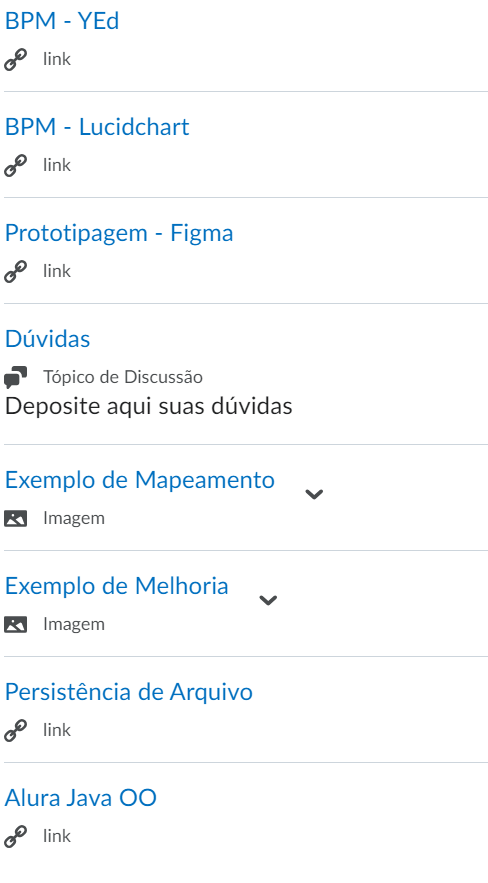 BPM - YEd
link
BPM - Lucidchart
link
Prototipagem - Figma
link
Dúvidas
Tópico de Discussão
Deposite aqui suas dúvidas
Exemplo de Mapeamento
Imagem
Exemplo de Melhoria
Imagem
Persistência de Arquivo
link
Alura Java OO
link